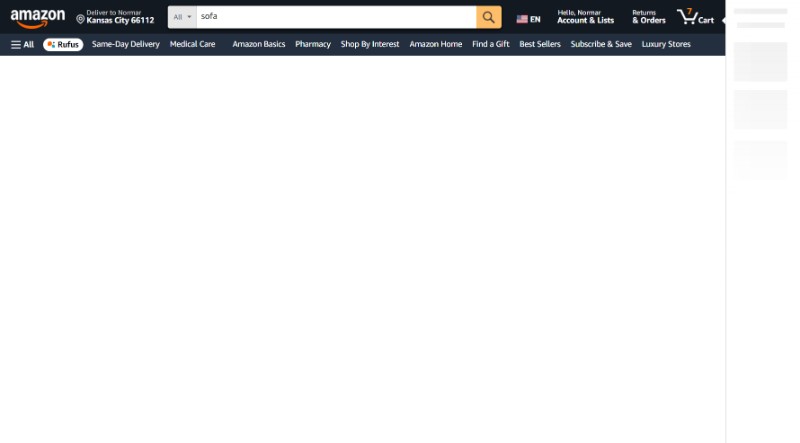 amazon
Deliver to Normar
Kansas City 66112
All
sofa
EN
Hello, Normar
Account & Lists
Returns
& Orders
7
Cart
All
Rufus
Same-Day Delivery
Medical Care
Amazon Basics
Pharmacy
Shop By Interest
Amazon Home
Find a Gift
Best Sellers
Subscribe & Save
Luxury Stores